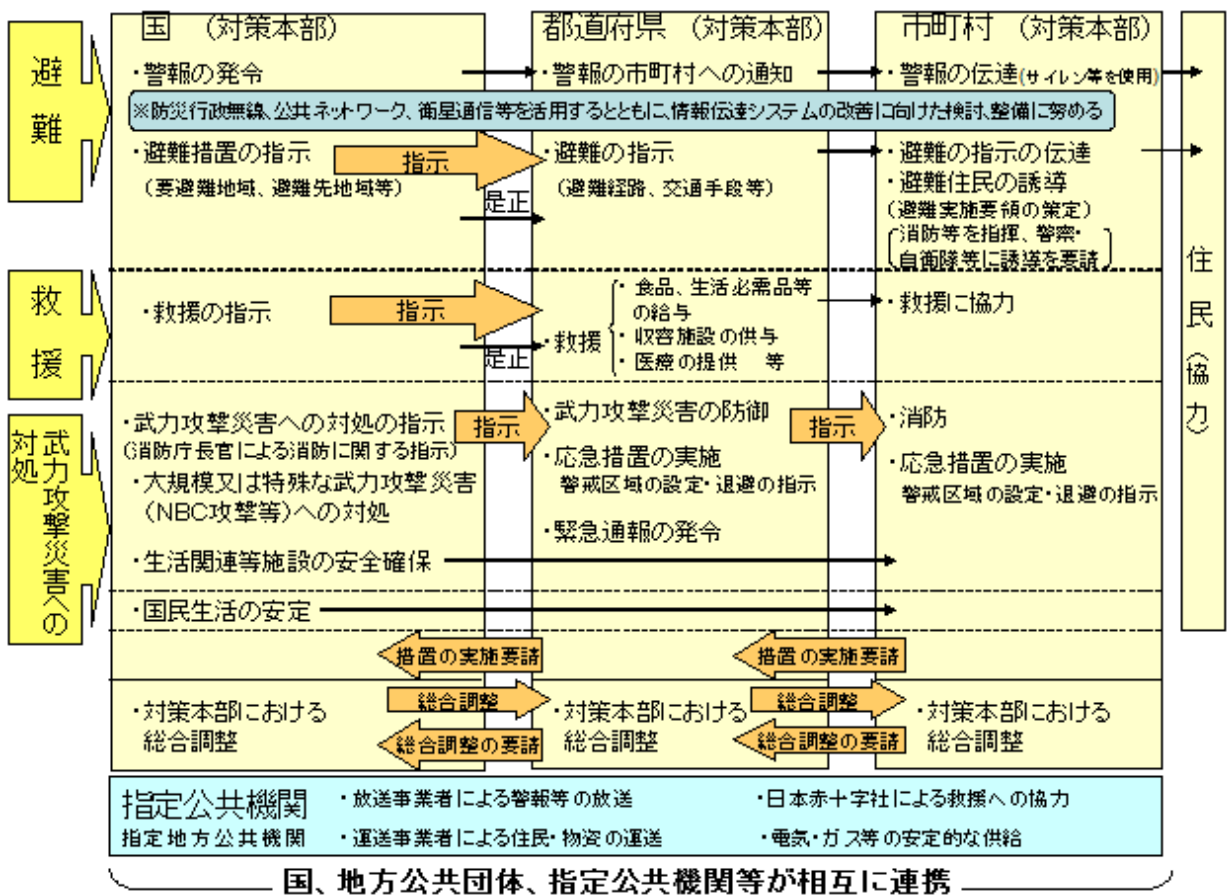 国 (対策本部)
都道府県 (対策本部)
市町村 (対策本部)
避難
・警報の発令
・警報の市町村への通知
・警報の伝達(サイレン等を使用)
※防災行政無線、公共ネットワーク、衛星通信等を活用するとともに、情報伝達システムの改善に向けた検討、整備に努める
・避難措置の指示
(要避難地域、避難先地域等)
指示
是正
・避難の指示
(避難経路、交通手段等)
・避難の指示の伝達
・避難住民の誘導
(避難実施要領の策定)
消防等を指揮、警察・
自衛隊等に誘導を要請
救援
・救援の指示
指示
是正
・救援
・食品、生活必需品等
の給与
・収容施設の供与
・医療の提供 等
・救援に協力
武力攻撃災害への
対処
・武力攻撃災害への対処の指示
(消防庁長官による消防に関する指示)
・大規模又は特殊な武力攻撃災害
(NBC攻撃等)への対処
指示
・武力攻撃災害の防御
・応急措置の実施
警戒区域の設定・退避の指示
・緊急通報の発令
指示
・消防
・応急措置の実施
警戒区域の設定・退避の指示
・生活関連等施設の安全確保
・国民生活の安定
措置の実施要請
措置の実施要請
・対策本部における
総合調整
総合調整
総合調整の要請
・対策本部における
総合調整
総合調整
総合調整の要請
・対策本部における
総合調整
住民(協力)
指定公共機関
指定地方公共機関
・放送事業者による警報等の放送
・日本赤十字社による救援への協力
・運送事業者による住民・物資の運送
・電気・ガス等の安定的な供給
国、地方公共団体、指定公共機関等が相互に連携